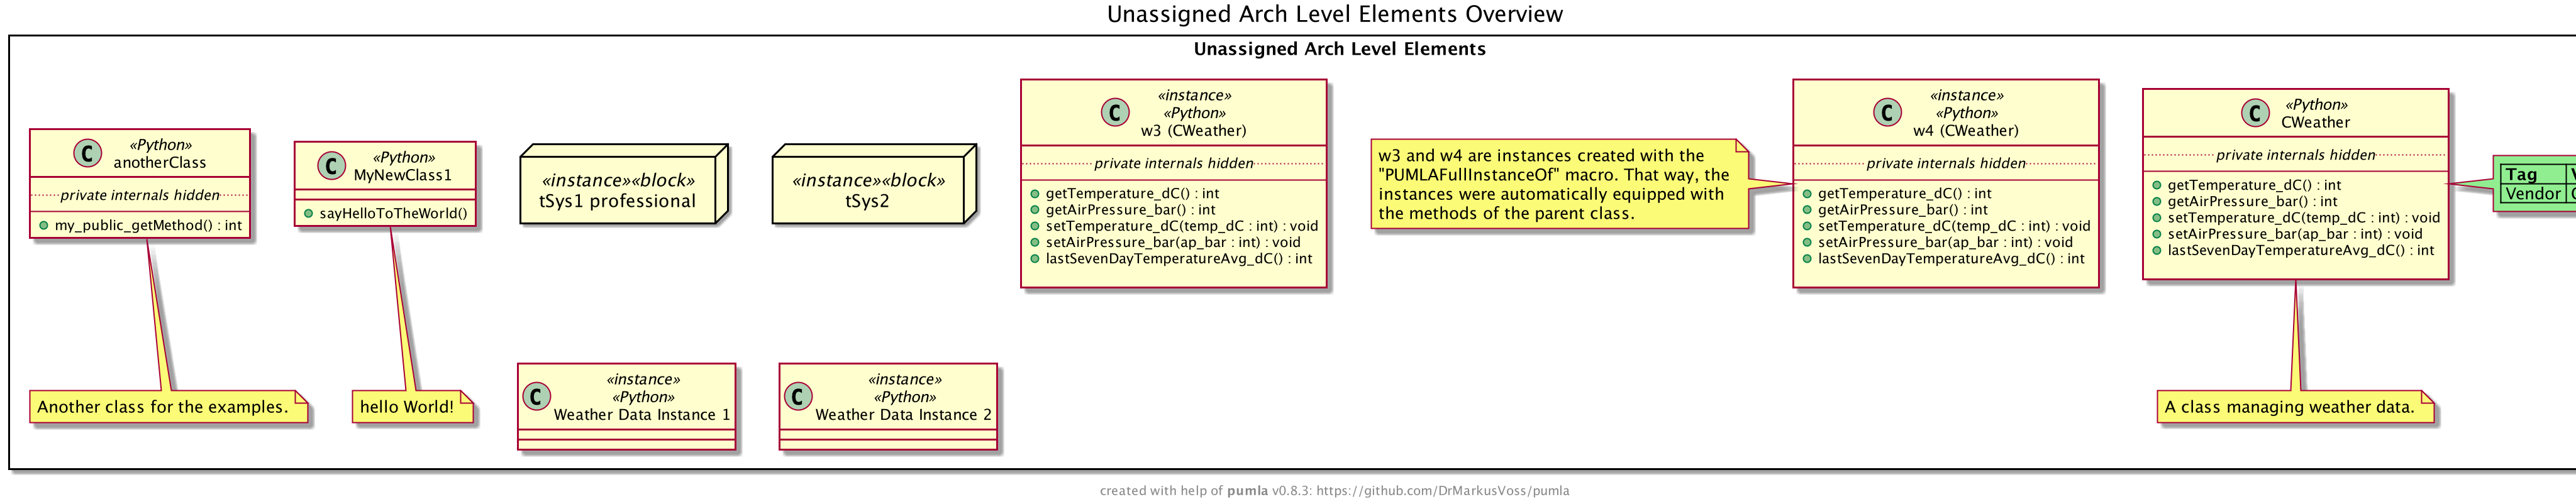 Unassigned Arch Level Elements Overview
Unassigned Arch Level Elements
C
«Python»
anotherClass
private internals hidden
my_public_getMethod() : int
C
«Python»
MyNewClass1
sayHelloToTheWorld()
«instance»«block»
tSys1 professional
«instance»«block»
tSys2
C
«instance»
«Python»
w3 (CWeather)
private internals hidden
getTemperature_dC() : int
getAirPressure_bar() : int
setTemperature_dC(temp_dC : int) : void
setAirPressure_bar(ap_bar : int) : void
lastSevenDayTemperatureAvg_dC() : int
w3 and w4 are instances created with the
"PUMLAFullInstanceOf" macro. That way, the
instances were automatically equipped with
the methods of the parent class.
C
«instance»
«Python»
w4 (CWeather)
private internals hidden
getTemperature_dC() : int
getAirPressure_bar() : int
setTemperature_dC(temp_dC : int) : void
setAirPressure_bar(ap_bar : int) : void
lastSevenDayTemperatureAvg_dC() : int
C
«Python»
CWeather
private internals hidden
getTemperature_dC() : int
getAirPressure_bar() : int
setTemperature_dC(temp_dC : int) : void
setAirPressure_bar(ap_bar : int) : void
lastSevenDayTemperatureAvg_dC() : int
Tag
Vendor
Another class for the examples.
hello World!
C
«instance»
«Python»
Weather Data Instance 1
C
«instance»
«Python»
Weather Data Instance 2
A class managing weather data.
created with help of pumla v0.8.3: https://github.com/DrMarkusVoss/pumla